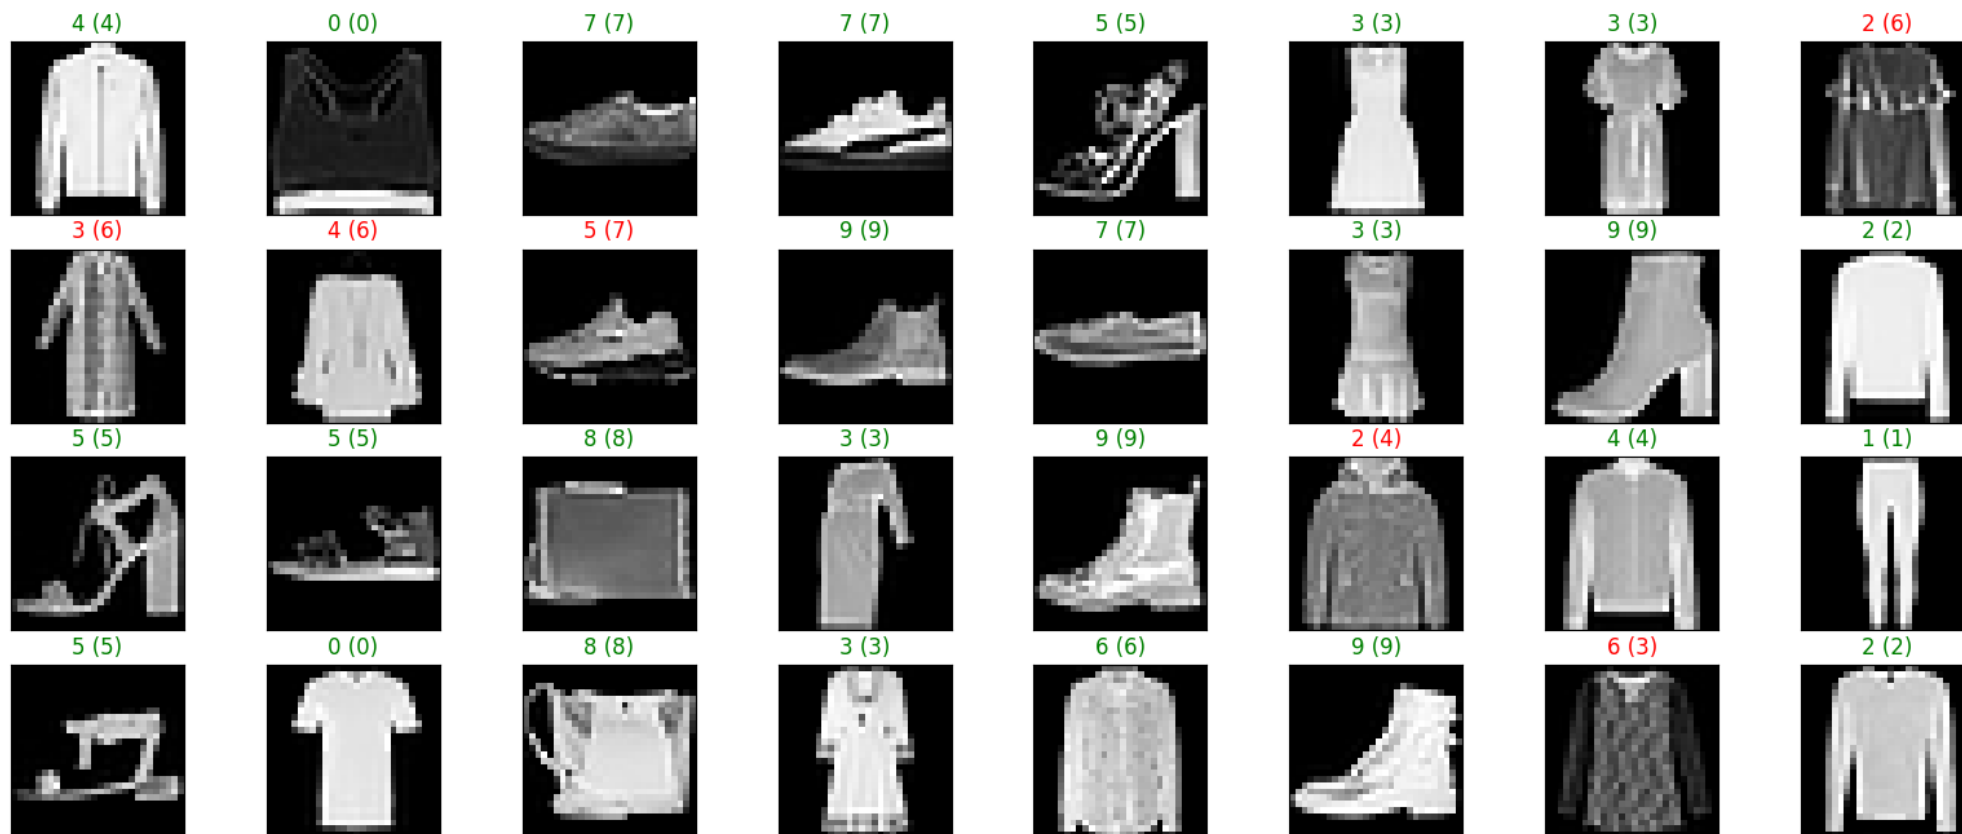 4 (4) 0 (0) 7 (7) 7 (7) 5 (5) 3 (3) 3 (3) 2 (6)
3 (6) 4 (6) 5 (7) 9 (9) 7 (7) 3 (3) 9 (9) 2 (2)
5 (5) 5 (5) 8 (8) 3 (3) 9 (9) 2 (4) 4 (4) 1 (1)
5 (5) 0 (0) 8 (8) 3 (3) 6 (6) 9 (9) 6 (3) 2 (2)